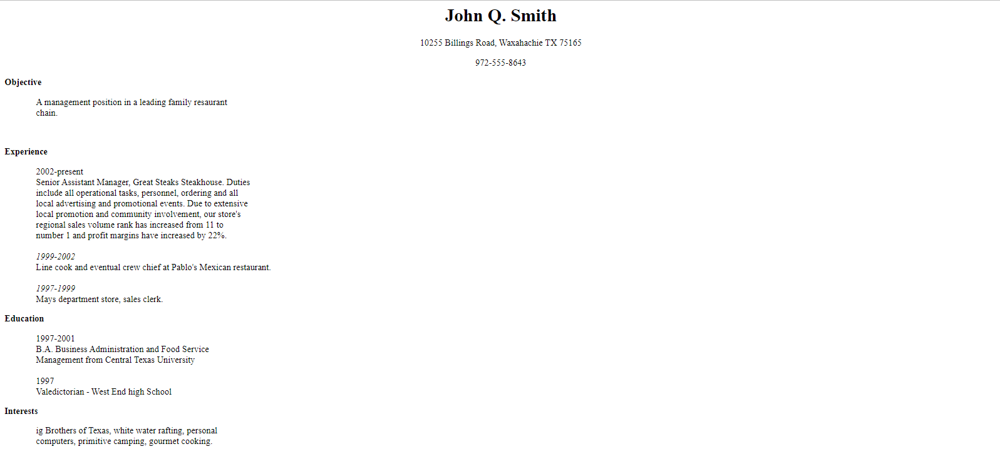 John Q. Smith
10255 Billings Road, Waxahachie TX 75165
972-555-8643
Objective
A management position in a leading family resaurant
chain.
Experience
2002-present
Senior Assistant Manager, Great Steaks Steakhouse. Duties
include all operational tasks, personnel, ordering and all
local advertising and promotional events. Due to extensive
local promotion and community involvement, our store's
regional sales volume rank has increased from 11 to
number 1 and profit margins have increased by 22%.
1999-2002
Line cook and eventual crew chief at Pablo's Mexican restaurant.
1997-1999
Mays department store, sales clerk.
Education
1997-2001
B.A. Business Administration and Food Service
Management from Central Texas University
1997
Valedictorian - West End high School
Interests
ig Brothers of Texas, white water rafting, personal
computers, primitive camping, gourmet cooking.